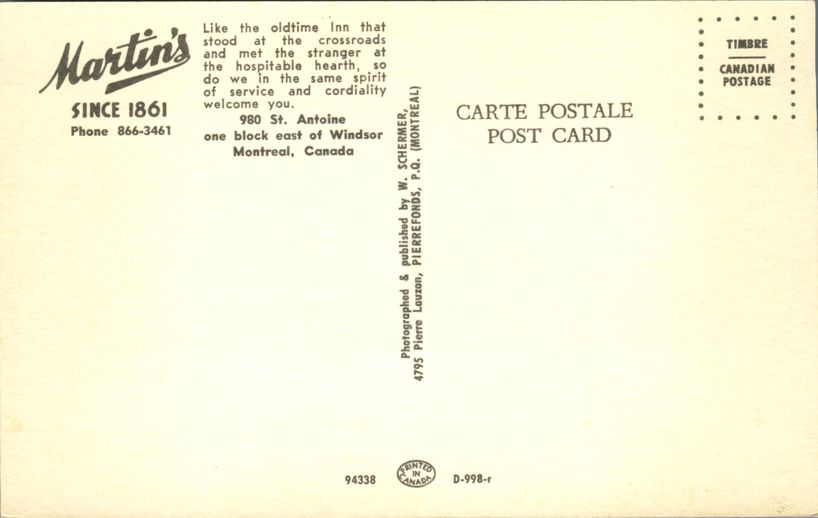 Martin's
SINCE 1861
Phone 866-3461
Like the oldtime Inn that
stood at the crossroads
and met the stranger at
the hospitable hearth, so
do we in the same spirit
of service and cordiality
welcome you.
980 St. Antoine
one block east of Windsor
Montreal, Canada
Photographed & published by W. SCHERMER,
4795 Pierre Lauzon, PIERREFONDS, P.Q. (MONTREAL)
CARTE POSTALE
POST CARD
TIMBRE
CANADIAN
POSTAGE
94338
PRINTED
IN
CANADA
D-998-r